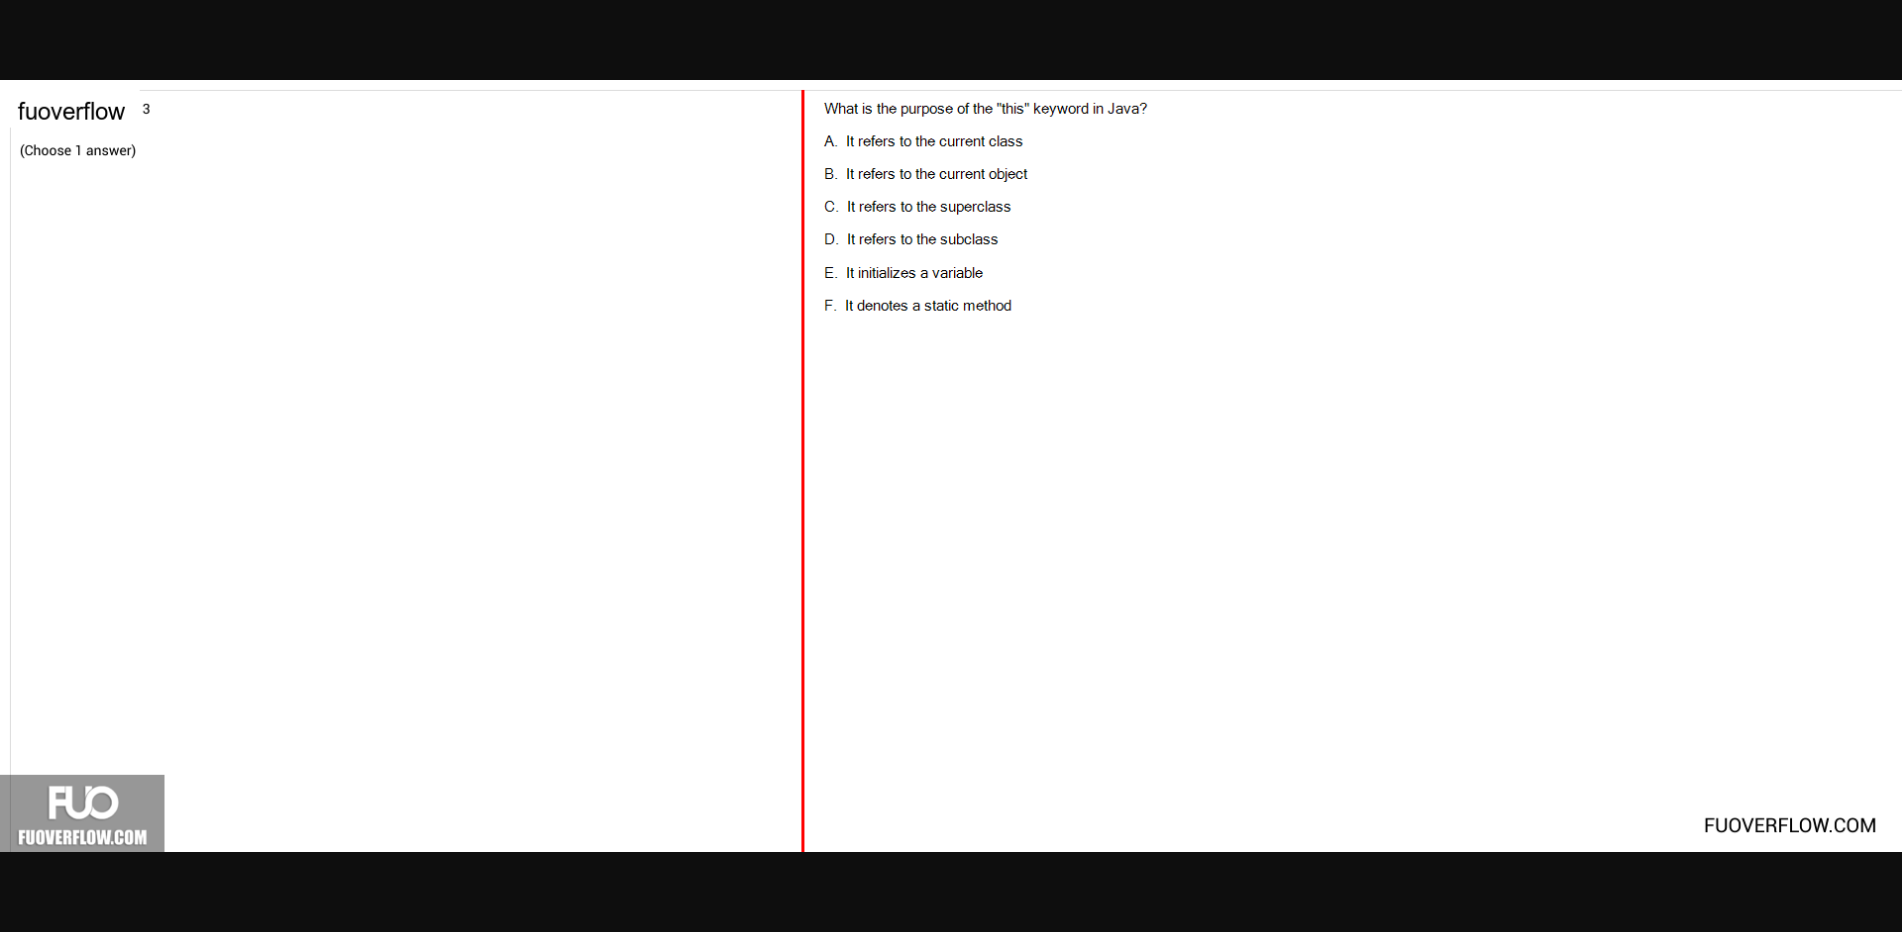 fuoverflow 3
(Choose 1 answer)
What is the purpose of the "this" keyword in Java?
A. It refers to the current class
B. It refers to the current object
C. It refers to the superclass
D. It refers to the subclass
E. It initializes a variable
F. It denotes a static method
FUO
FUOVERFLOW.COM
FUOVERFLOW.COM